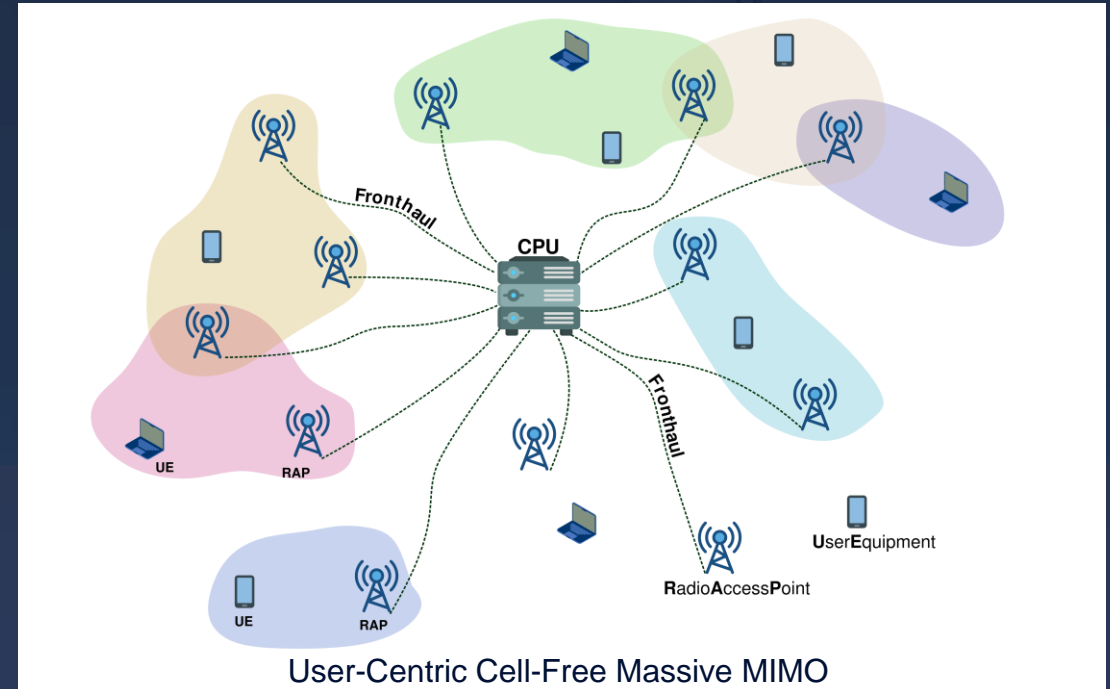 Fronthaul
CPU
Fronthaul
UE
RAP
UserEquipment
RadioAccessPoint
UE
RAP
User-Centric Cell-Free Massive MIMO